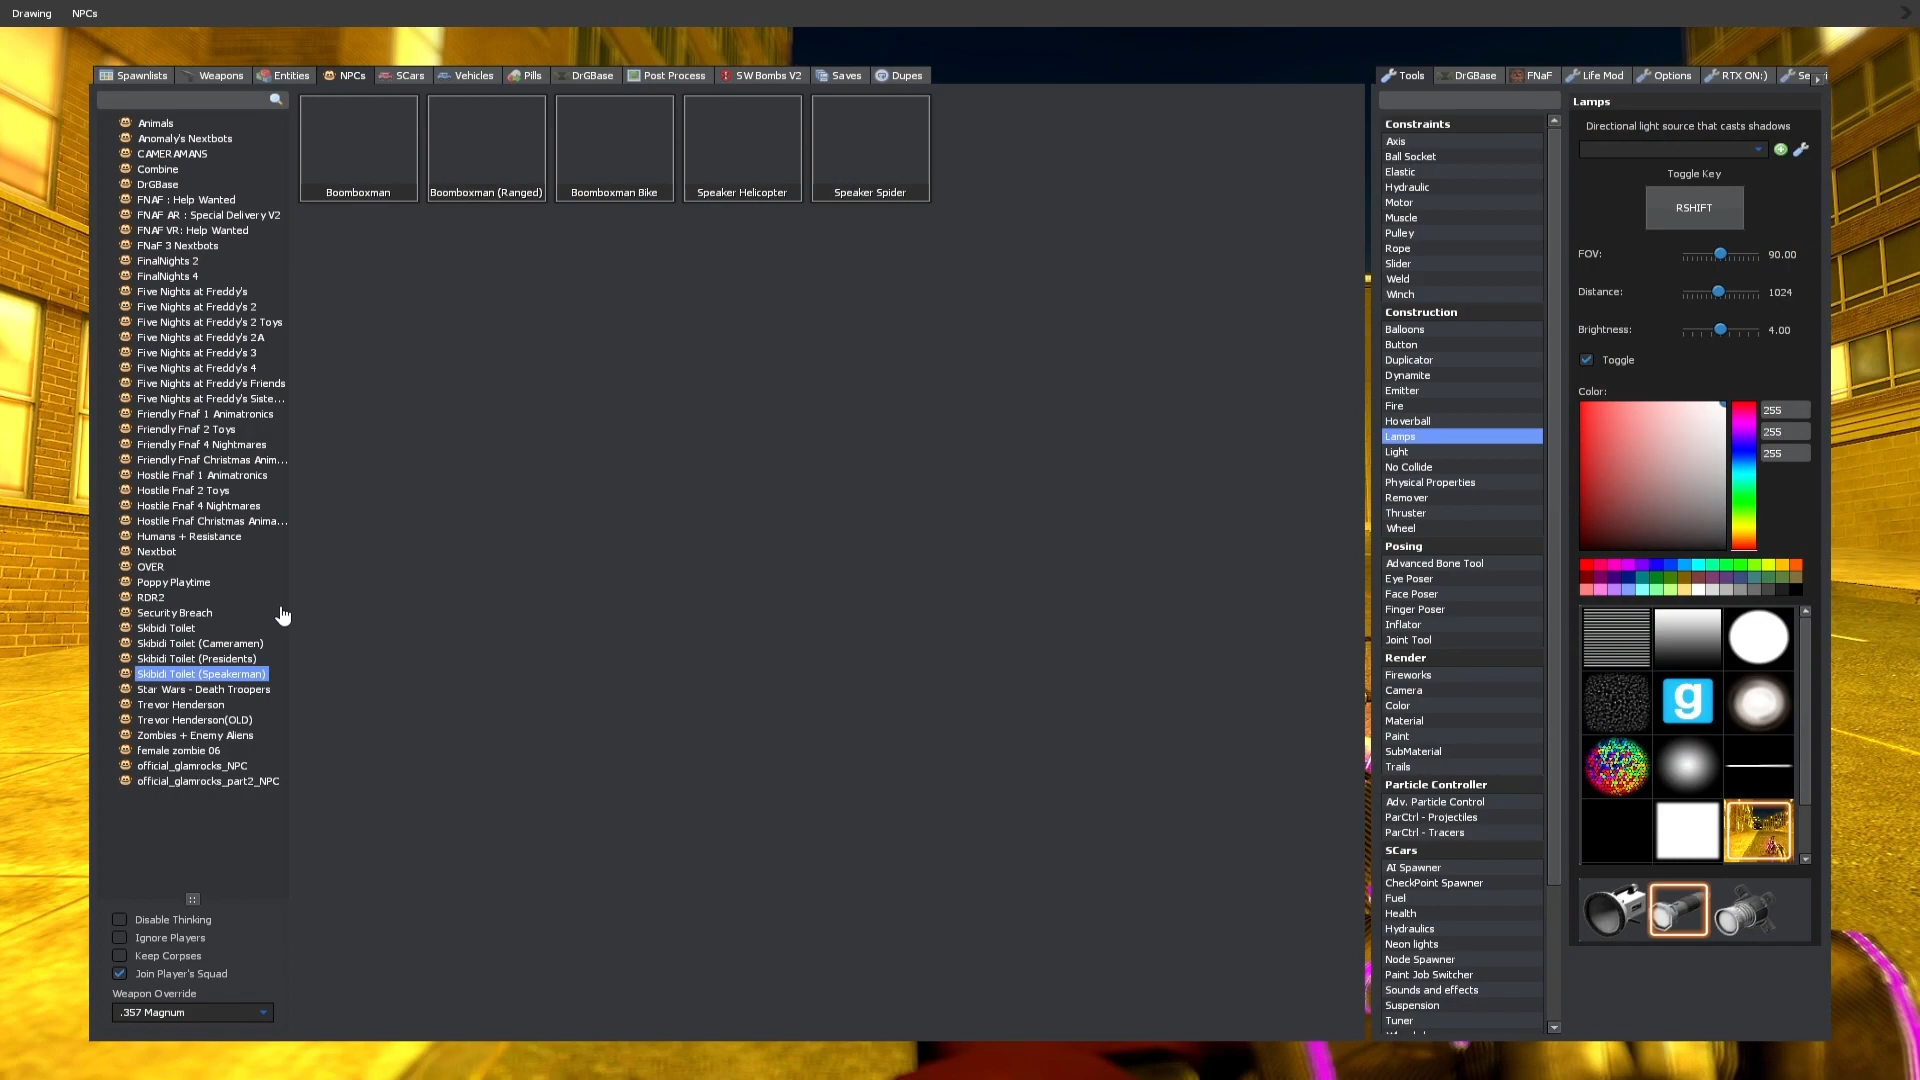 Drawing NPCs
Spawnlists Weapons Entities NPCs SCars Vehicles Pills DrGBase Post Process SW Bombs V2 Saves Dupes
Animals
Anomaly's Nextbots
CAMERAMANS
Combine
DrGBase
FNAF : Help Wanted
FNAF AR : Special Delivery V2
FNAF VR: Help Wanted
FNaF 3 Nextbots
FinalNights 2
FinalNights 4
Five Nights at Freddy's
Five Nights at Freddy's 2
Five Nights at Freddy's 2 Toys
Five Nights at Freddy's 2A
Five Nights at Freddy's 3
Five Nights at Freddy's 4
Five Nights at Freddy's Friends
Five Nights at Freddy's Siste...
Friendly Fnaf 1 Animatronics
Friendly Fnaf 2 Toys
Friendly Fnaf 4 Nightmares
Friendly Fnaf Christmas Anim...
Hostile Fnaf 1 Animatronics
Hostile Fnaf 2 Toys
Hostile Fnaf 4 Nightmares
Hostile Fnaf Christmas Anima...
Humans + Resistance
Nextbot
OVER
Poppy Playtime
RDR2
Security Breach
Skibidi Toilet
Skibidi Toilet (Cameramen)
Skibidi Toilet (Presidents)
Skibidi Toilet (Speakerman)
Star Wars - Death Troopers
Trevor Henderson
Trevor Henderson(OLD)
Zombies + Enemy Aliens
female zombie 06
official_glamrocks_NPC
official_glamrocks_part2_NPC
Disable Thinking
Ignore Players
Keep Corpses
Join Player's Squad
Weapon Override
.357 Magnum
Boomboxman Boomboxman (Ranged) Boomboxman Bike Speaker Helicopter Speaker Spider
Tools DrGBase FNaF Life Mod Options RTX ON:)
Constraints
Axis
Ball Socket
Elastic
Hydraulic
Motor
Muscle
Pulley
Rope
Slider
Weld
Winch
Construction
Balloons
Button
Duplicator
Dynamite
Emitter
Fire
Hoverball
Lamps
Light
No Collide
Physical Properties
Remover
Thruster
Wheel
Posing
Advanced Bone Tool
Eye Poser
Face Poser
Finger Poser
Inflator
Joint Tool
Render
Fireworks
Camera
Color
Material
Paint
SubMaterial
Trails
Particle Controller
Adv. Particle Control
ParCtrl - Projectiles
ParCtrl - Tracers
SCars
AI Spawner
CheckPoint Spawner
Fuel
Health
Hydraulics
Neon lights
Node Spawner
Paint Job Switcher
Sounds and effects
Suspension
Tuner
Lamps
Directional light source that casts shadows
Toggle Key
RSHIFT
FOV: 90.00
Distance: 1024
Brightness: 4.00
Toggle
Color:
255
255
255
g